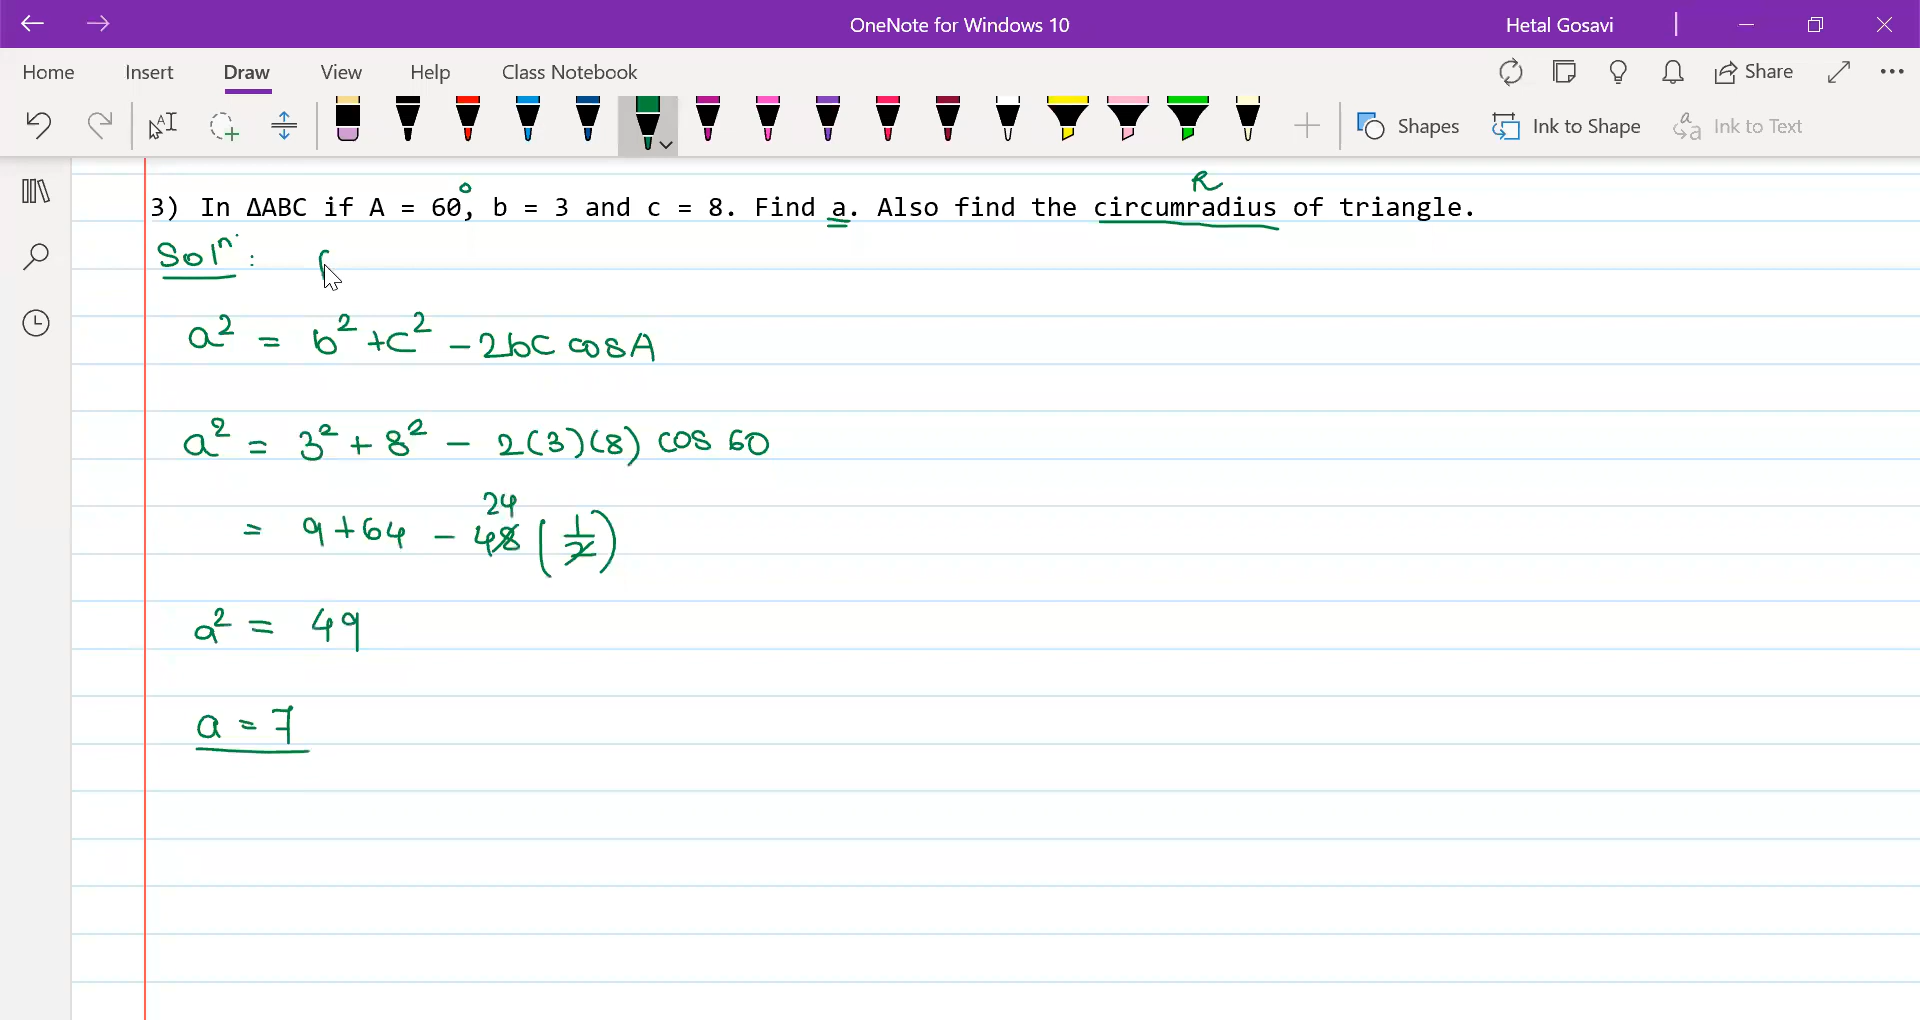 OneNote for Windows 10
Hetal Gosavi
Home Insert Draw View Help Class Notebook Share
Shapes Ink to Shape Ink to Text
R
3) In ΔABC if A = 60°, b = 3 and c = 8. Find a. Also find the circumradius of triangle.
Solⁿ. :
a² = b² + c² - 2bc cosA
a² = 3² + 8² - 2(3)(8) cos 60
24
= 9 + 64 - 48 (1/2)
a² = 49
a = 7